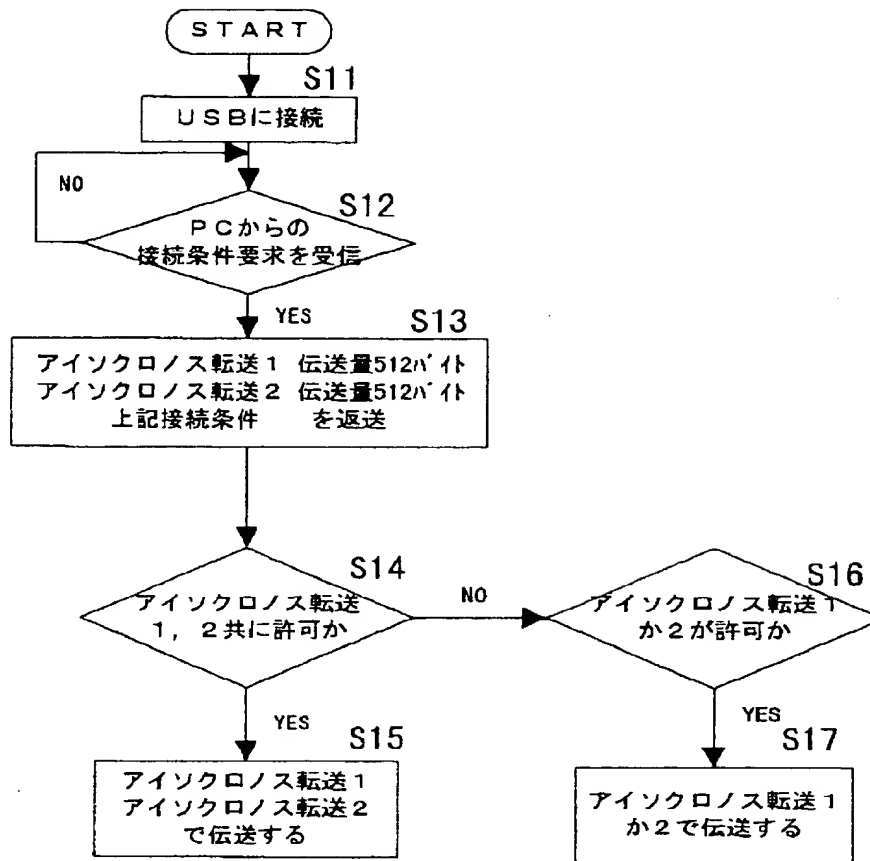 START
S11
USBに接続
NO
S12
PCからの
接続条件要求を受信
YES
S13
アイソクロノス転送1 伝送量512バイト
アイソクロノス転送2 伝送量512バイト
上記接続条件 を返送
S14
アイソクロノス転送
1,2共に許可か
NO
S16
アイソクロノス転送1
か2が許可か
YES
S15
アイソクロノス転送1
アイソクロノス転送2
で伝送する
YES
S17
アイソクロノス転送1
か2で伝送する